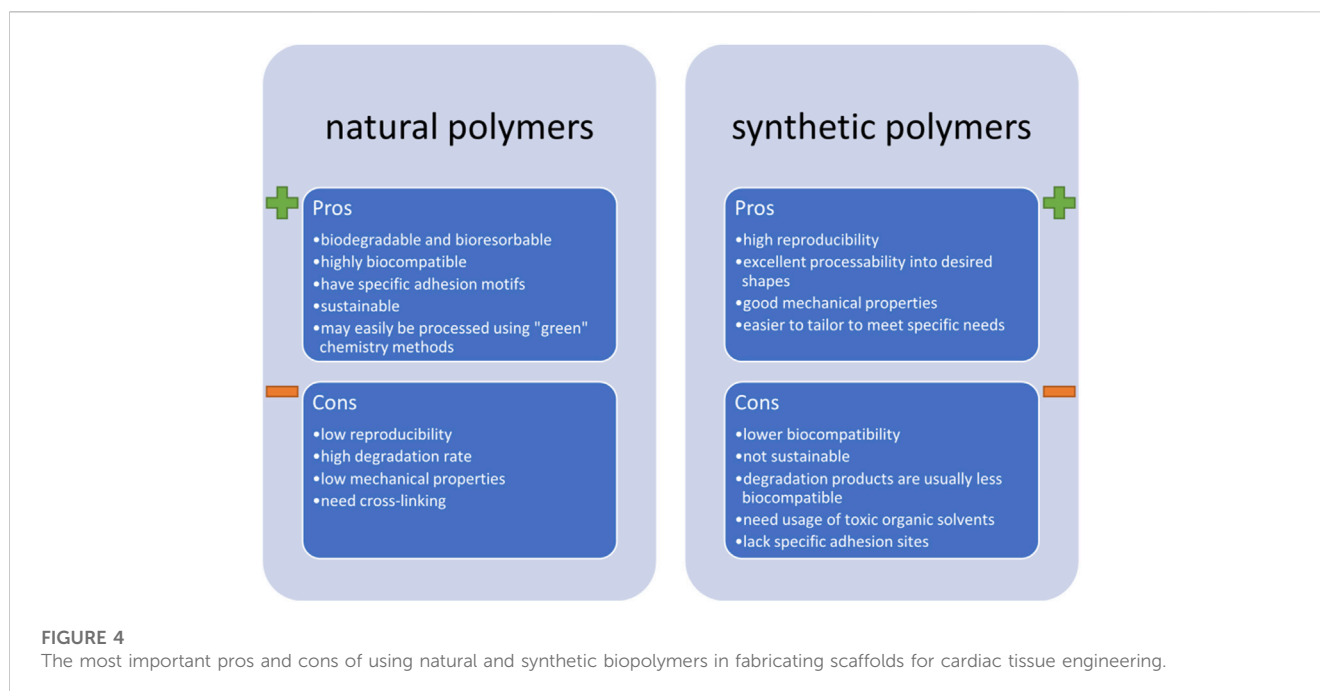 natural polymers
Pros
•biodegradable and bioresorbable
•highly biocompatible
•have specific adhesion motifs
•sustainable
•may easily be processed using "green"
chemistry methods
Cons
•low reproducibility
•high degradation rate
•low mechanical properties
•need cross-linking
synthetic polymers
Pros
•high reproducibility
•excellent processability into desired
shapes
•good mechanical properties
•easier to tailor to meet specific needs
Cons
•lower biocompatibility
•not sustainable
•degradation products are usually less
biocompatible
•need usage of toxic organic solvents
•lack specific adhesion sites
FIGURE 4
The most important pros and cons of using natural and synthetic biopolymers in fabricating scaffolds for cardiac tissue engineering.